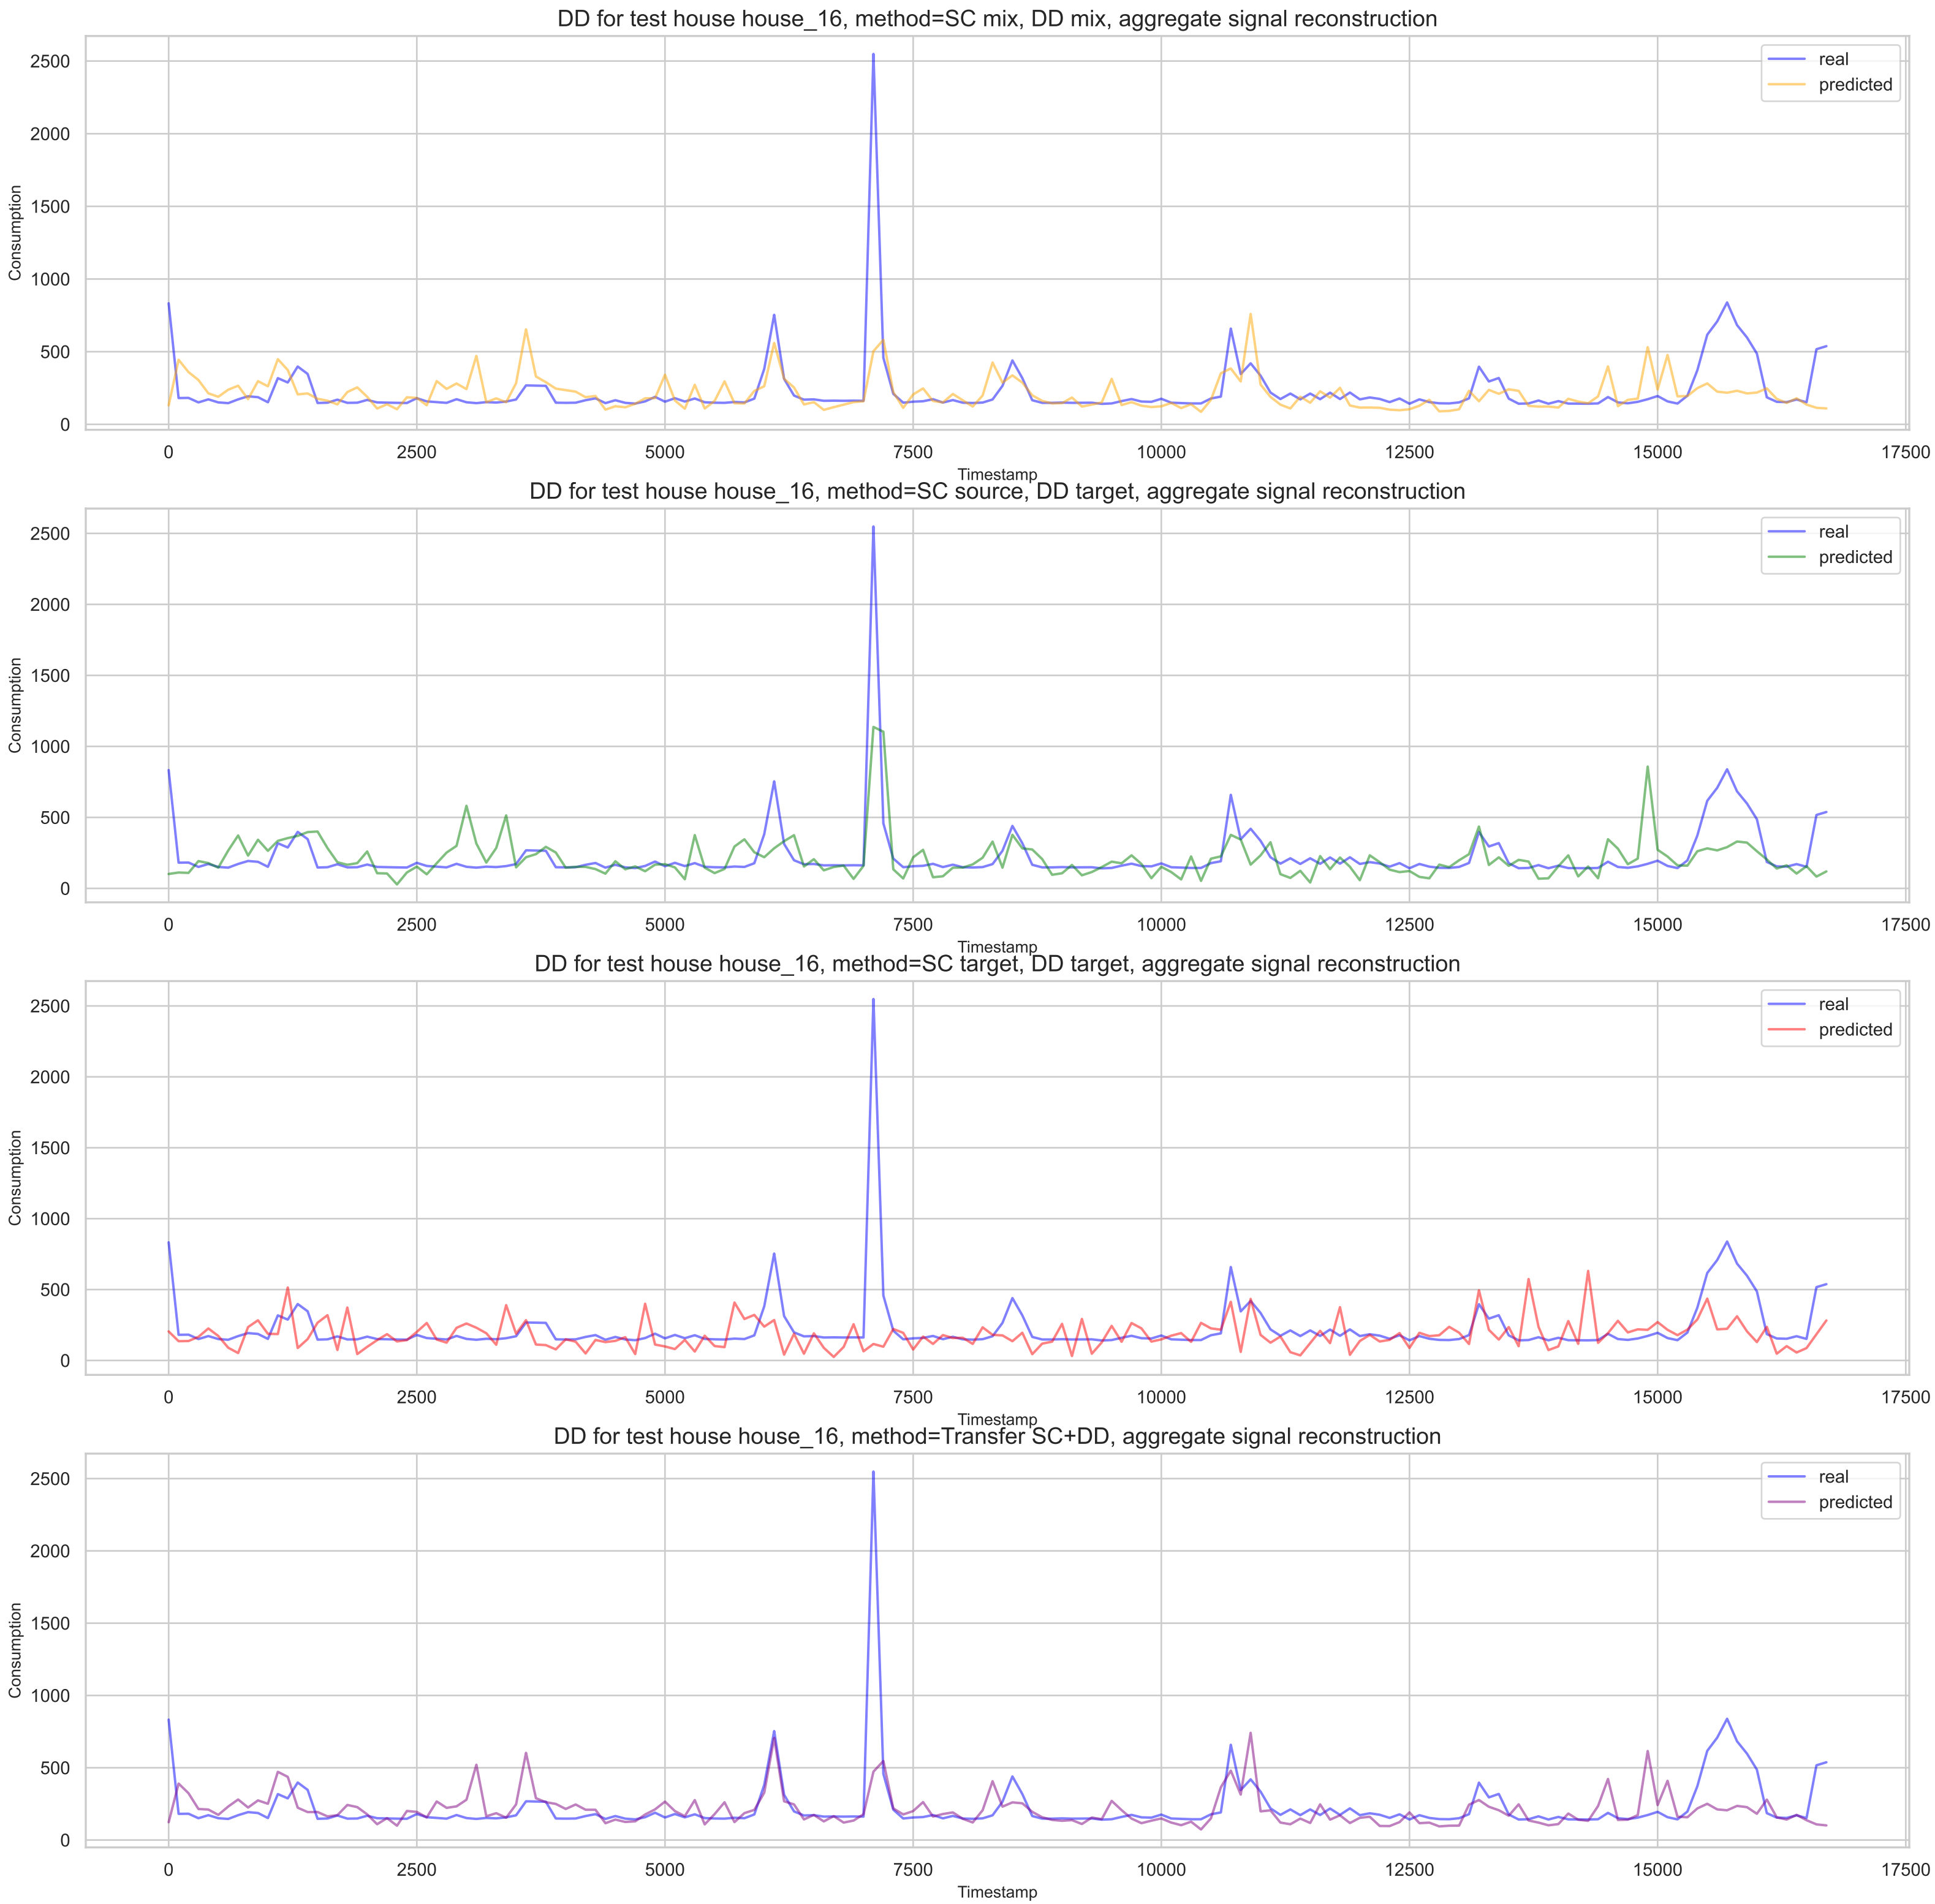 DD for test house house_16, method=SC mix, DD mix, aggregate signal reconstruction
real
predicted
2500
2000
1500
1000
500
0
Consumption
0 2500 5000 7500 10000 12500 15000 17500
Timestamp
DD for test house house_16, method=SC source, DD target, aggregate signal reconstruction
real
predicted
2500
2000
1500
1000
500
0
Consumption
0 2500 5000 7500 10000 12500 15000 17500
Timestamp
DD for test house house_16, method=SC target, DD target, aggregate signal reconstruction
real
predicted
2500
2000
1500
1000
500
0
Consumption
0 2500 5000 7500 10000 12500 15000 17500
Timestamp
DD for test house house_16, method=Transfer SC+DD, aggregate signal reconstruction
real
predicted
2500
2000
1500
1000
500
0
Consumption
0 2500 5000 7500 10000 12500 15000 17500
Timestamp